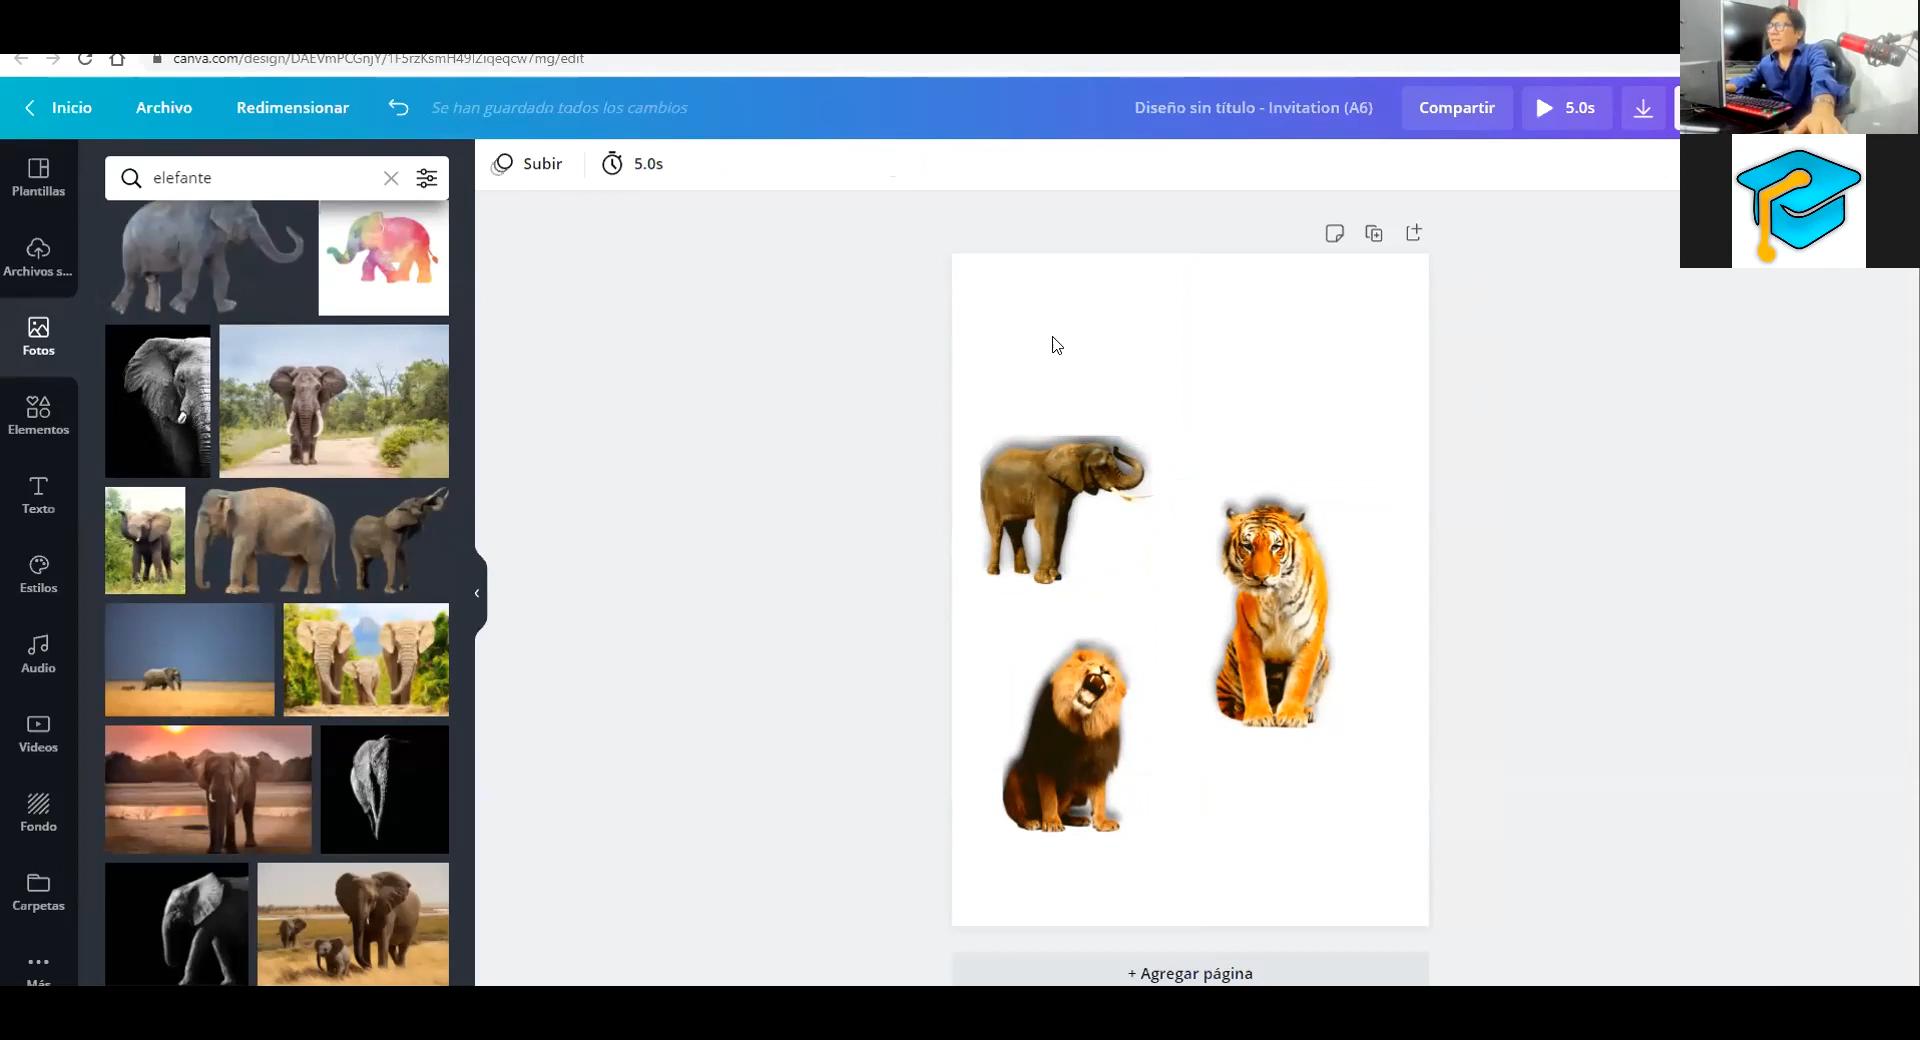 canva.com/design/DAEVmPCGnjY/1F5rzKsmH49lZiqeqcw7mg/edit
Inicio
Archivo
Redimensionar
Se han guardado todos los cambios
Diseño sin título - Invitation (A6)
Compartir
5.0s
Subir
5.0s
elefante
Plantillas
Archivos s...
Fotos
Elementos
Texto
Estilos
Audio
Videos
Fondo
Carpetas
Más
+ Agregar página